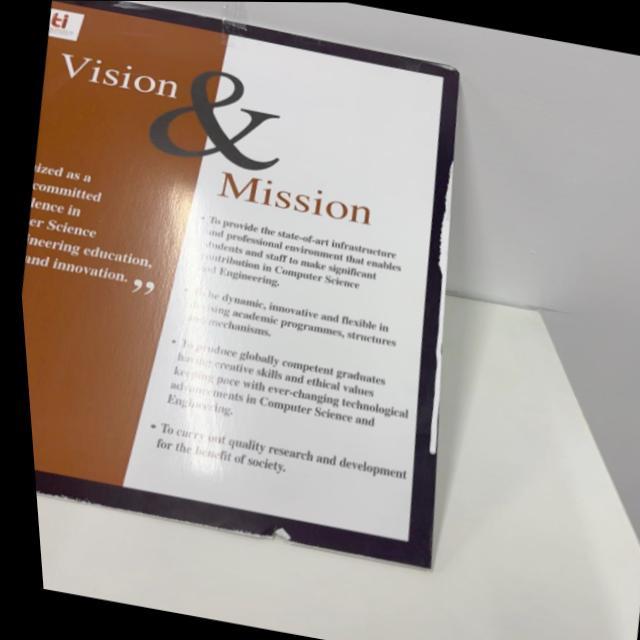 ti
Vision
&
Mission
ized as a
committed
lence in
er Science
neering education,
and innovation. ”
• To provide the state-of-art infrastructure
and professional environment that enables
students and staff to make significant
contribution in Computer Science
and Engineering.
be dynamic, innovative and flexible in
academic programmes, structures
mechanisms.
• To produce globally competent graduates
having creative skills and ethical values
keeping pace with ever-changing technological
advancements in Computer Science and
Engineering.
• To carry out quality research and development
for the benefit of society.